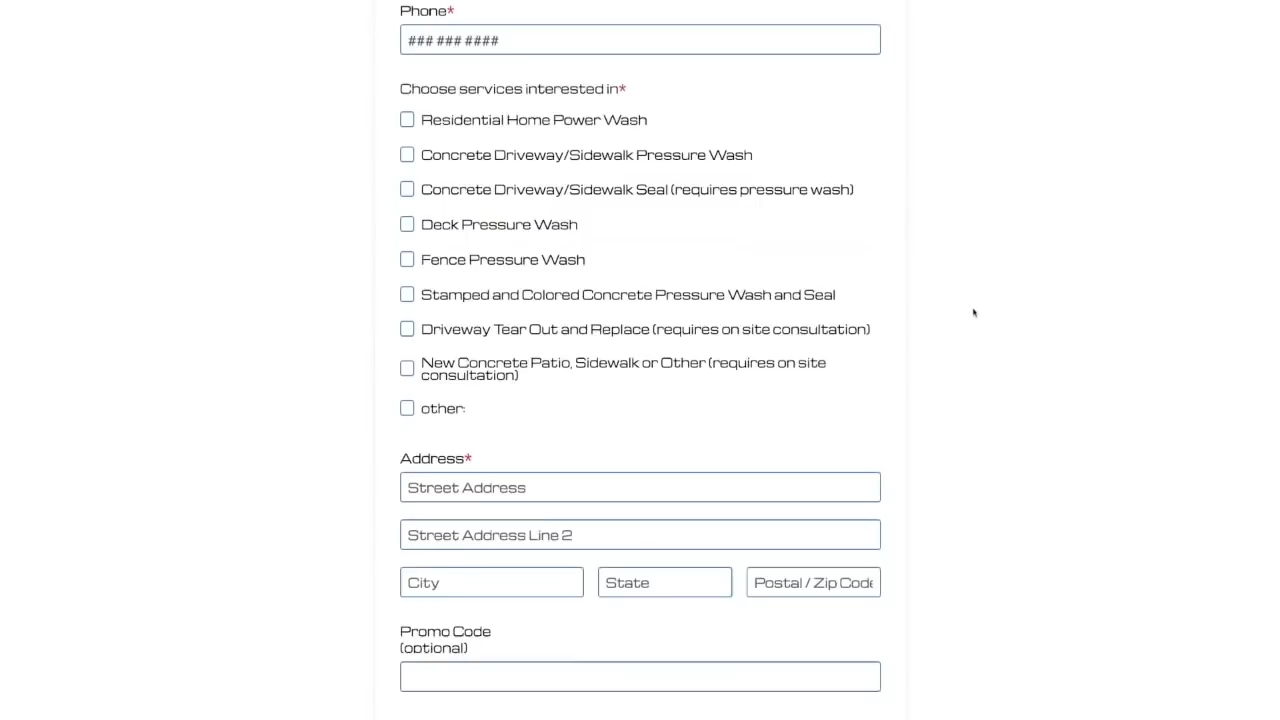 Phone*
### ### ####
Choose services interested in*
Residential Home Power Wash
Concrete Driveway/Sidewalk Pressure Wash
Concrete Driveway/Sidewalk Seal (requires pressure wash)
Deck Pressure Wash
Fence Pressure Wash
Stamped and Colored Concrete Pressure Wash and Seal
Driveway Tear Out and Replace (requires on site consultation)
New Concrete Patio, Sidewalk or Other (requires on site
consultation)
other:
Address*
Street Address
Street Address Line 2
City State Postal / Zip Code
Promo Code
(optional)